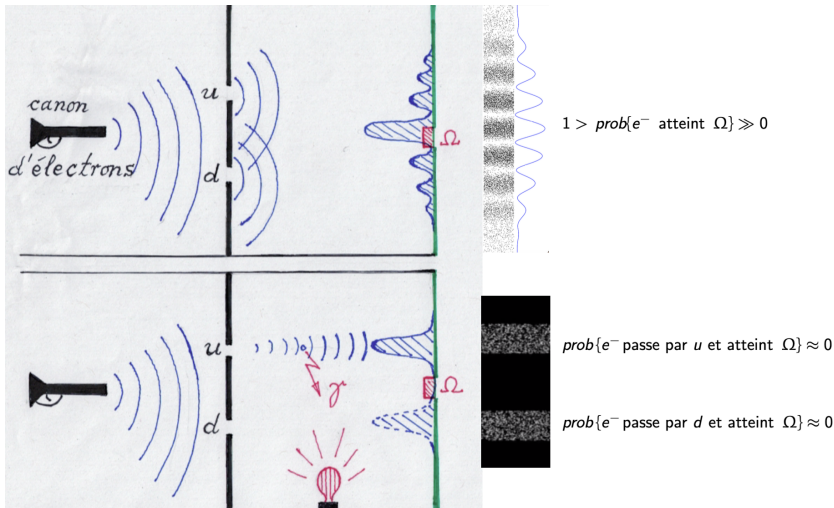 canon
d'électrons
u
d
Ω
1 > prob{e⁻ atteint Ω} ≫ 0
u
d
γ
Ω
prob{e⁻ passe par u et atteint Ω} ≈ 0
prob{e⁻ passe par d et atteint Ω} ≈ 0